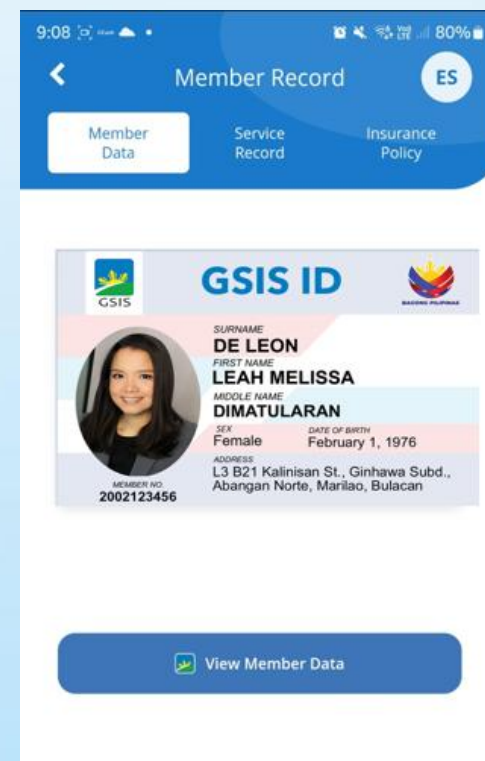 9:08
80%
Member Record
ES
Member
Data
Service
Record
Insurance
Policy
GSIS
GSIS ID
BAGONG PILIPINAS
SURNAME
DE LEON
FIRST NAME
LEAH MELISSA
MIDDLE NAME
DIMATULARAN
SEX DATE OF BIRTH
Female February 1, 1976
ADDRESS
L3 B21 Kalinisan St., Ginhawa Subd.,
Abangan Norte, Marilao, Bulacan
MEMBER NO.
2002123456
View Member Data